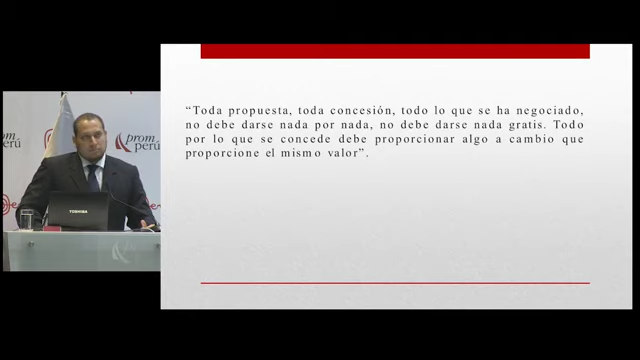 “Toda propuesta, toda concesión, todo lo que se ha negociado,
no debe darse nada por nada, no debe darse nada gratis. Todo
por lo que se concede debe proporcionar algo a cambio que
proporcione el mismo valor”.
prom
perú
prom
perú
TOSHIBA